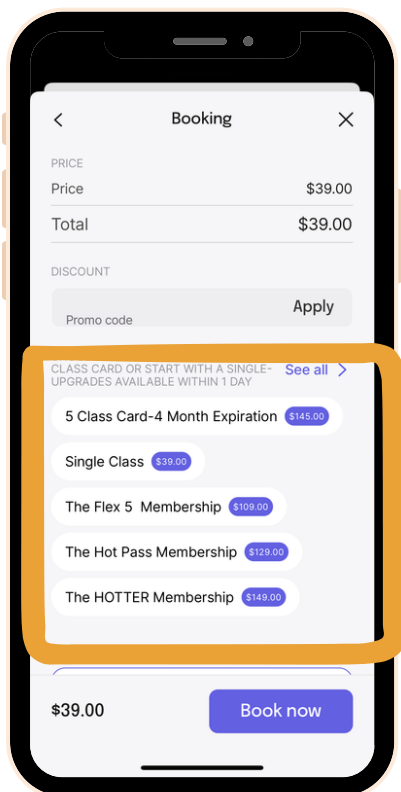 Booking
PRICE
Price $39.00
Total $39.00
DISCOUNT
Promo code Apply
CLASS CARD OR START WITH A SINGLE-
UPGRADES AVAILABLE WITHIN 1 DAY
See all
5 Class Card-4 Month Expiration $145.00
Single Class $39.00
The Flex 5 Membership $109.00
The Hot Pass Membership $129.00
The HOTTER Membership $149.00
$39.00 Book now